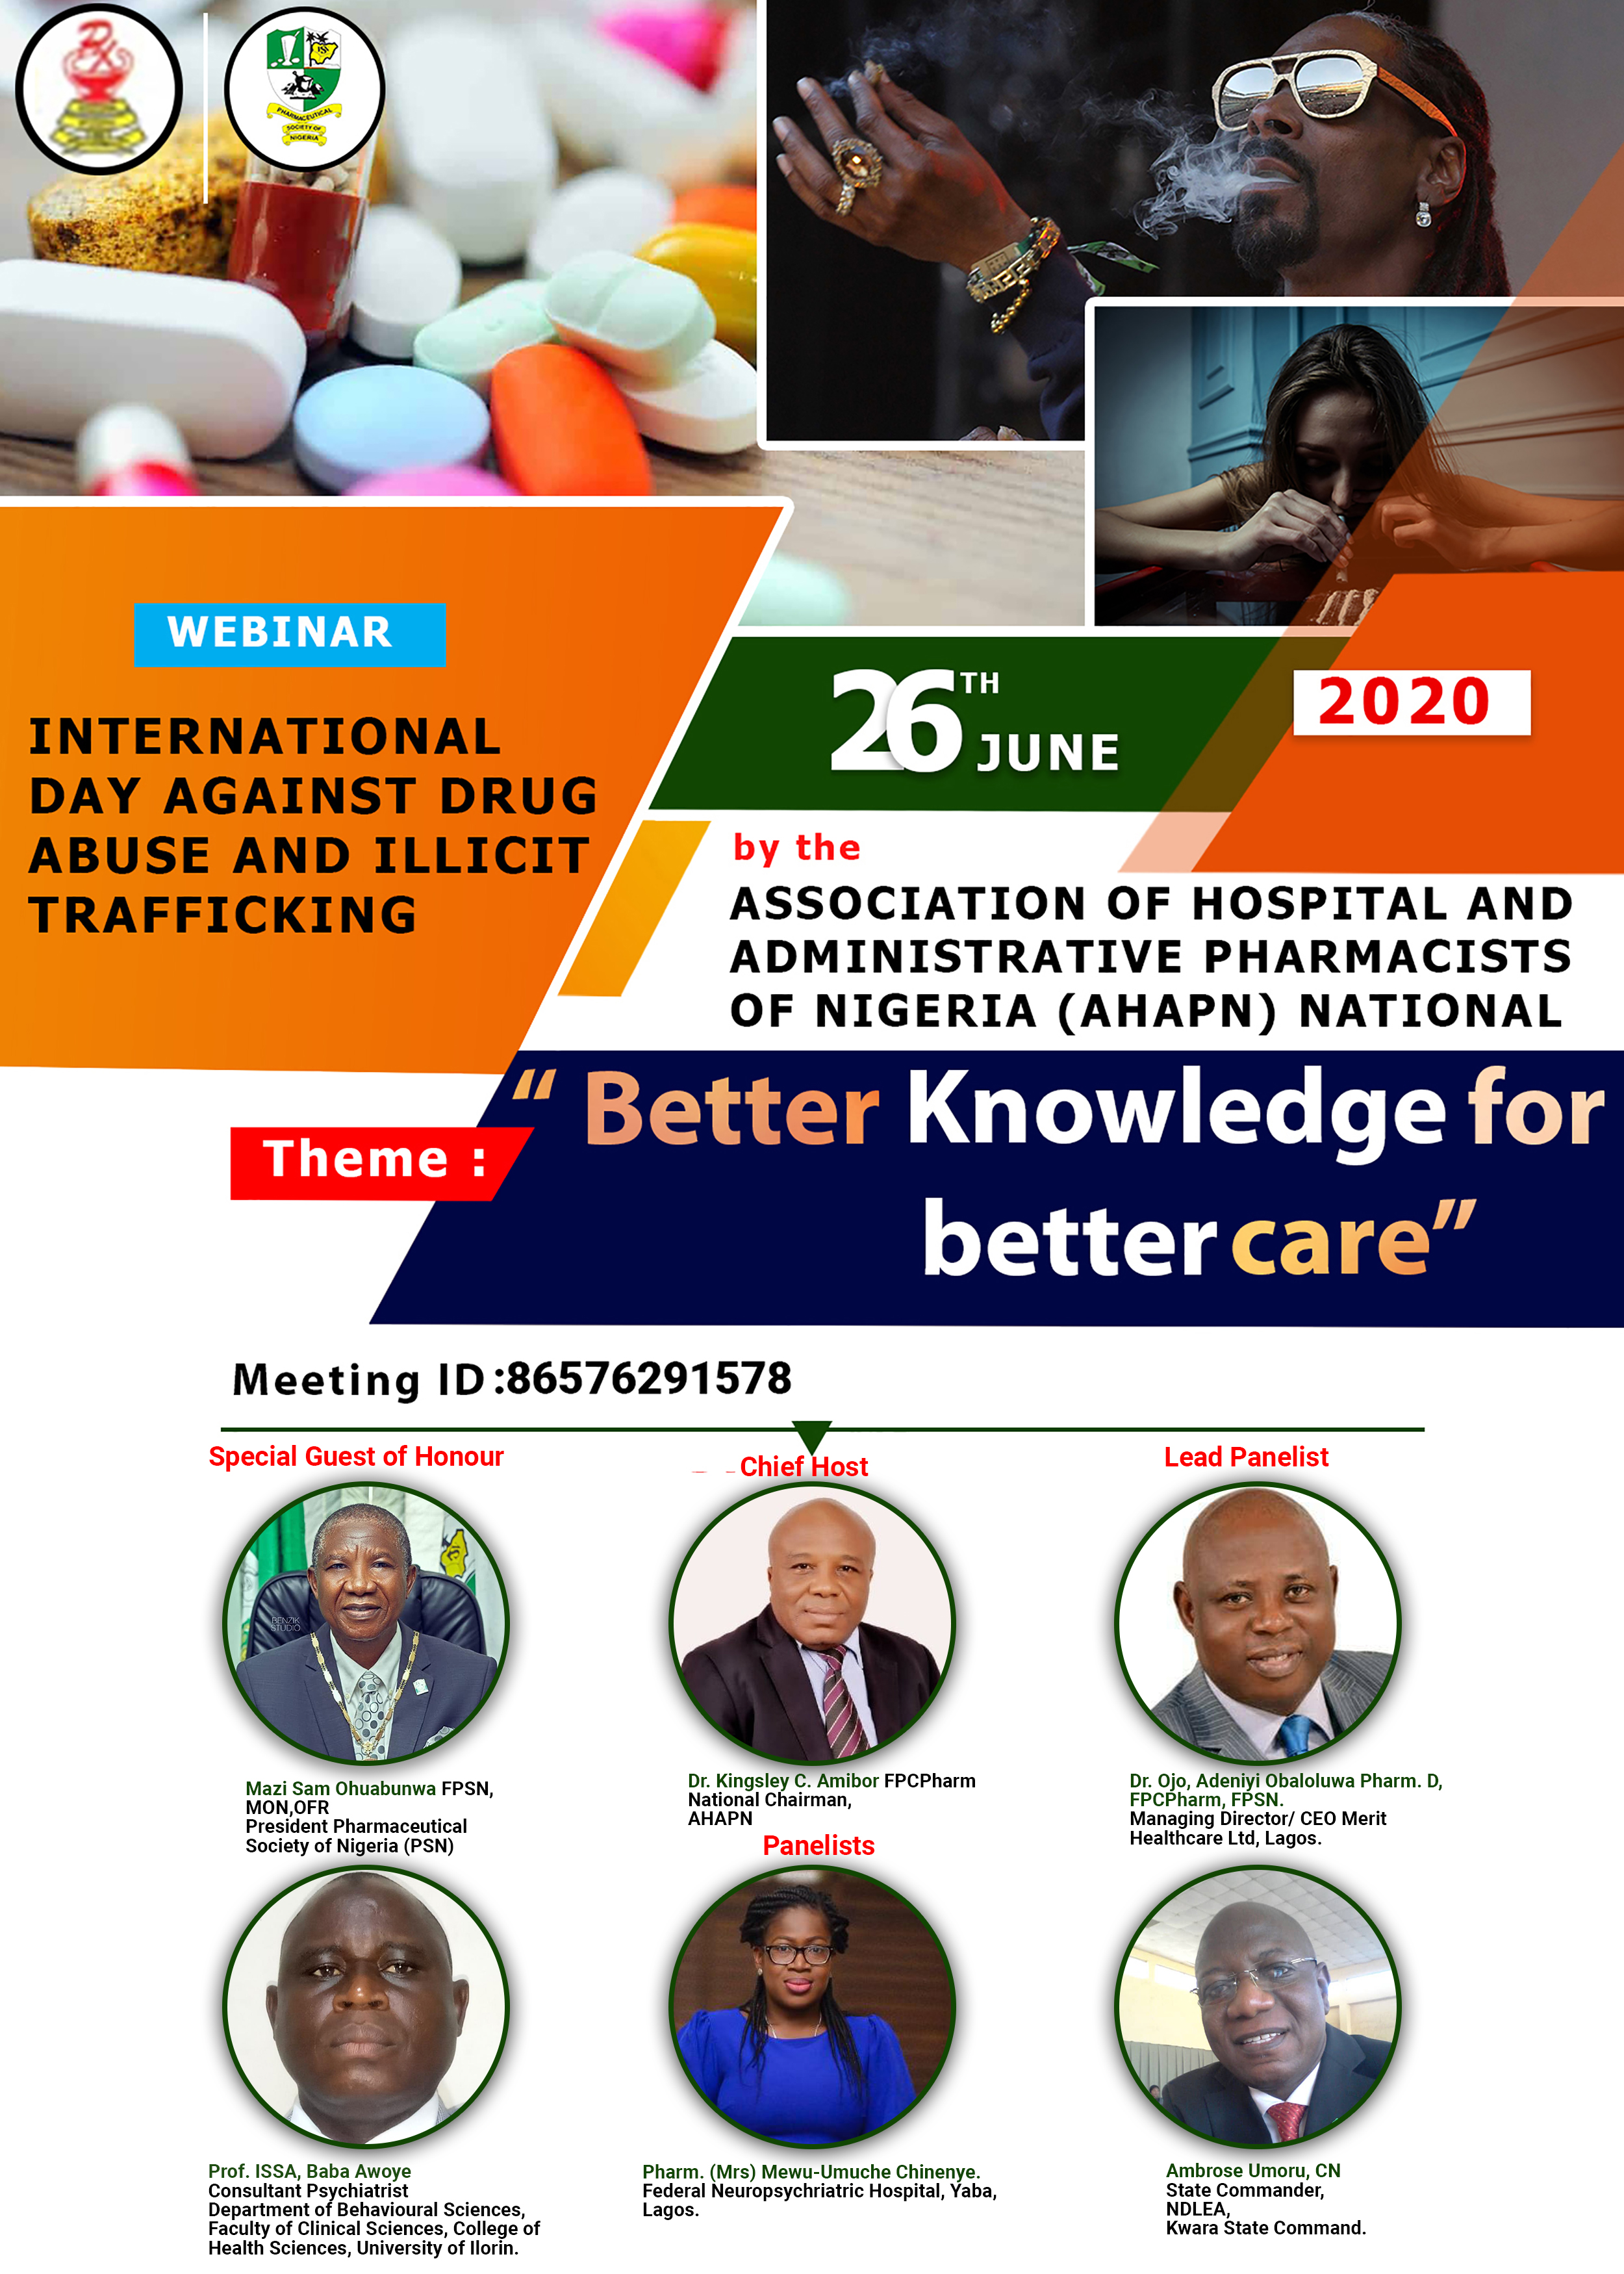 PHARMACEUTICAL
SOCIETY OF
NIGERIA
WEBINAR
INTERNATIONAL
DAY AGAINST DRUG
ABUSE AND ILLICIT
TRAFFICKING
26TH
JUNE
2020
by the
ASSOCIATION OF HOSPITAL AND
ADMINISTRATIVE PHARMACISTS
OF NIGERIA (AHAPN) NATIONAL
Theme :
“ Better Knowledge for
better care”
Meeting ID :86576291578
Special Guest of Honour
Chief Host
Lead Panelist
BENZIK
STUDIO
Mazi Sam Ohuabunwa FPSN,
MON,OFR
President Pharmaceutical
Society of Nigeria (PSN)
Dr. Kingsley C. Amibor FPCPharm
National Chairman,
AHAPN
Dr. Ojo, Adeniyi Obaloluwa Pharm. D,
FPCPharm, FPSN.
Managing Director/ CEO Merit
Healthcare Ltd, Lagos.
Panelists
Prof. ISSA, Baba Awoye
Consultant Psychiatrist
Department of Behavioural Sciences,
Faculty of Clinical Sciences, College of
Health Sciences, University of Ilorin.
Pharm. (Mrs) Mewu-Umuche Chinenye.
Federal Neuropsychriatric Hospital, Yaba,
Lagos.
Ambrose Umoru, CN
State Commander,
NDLEA,
Kwara State Command.